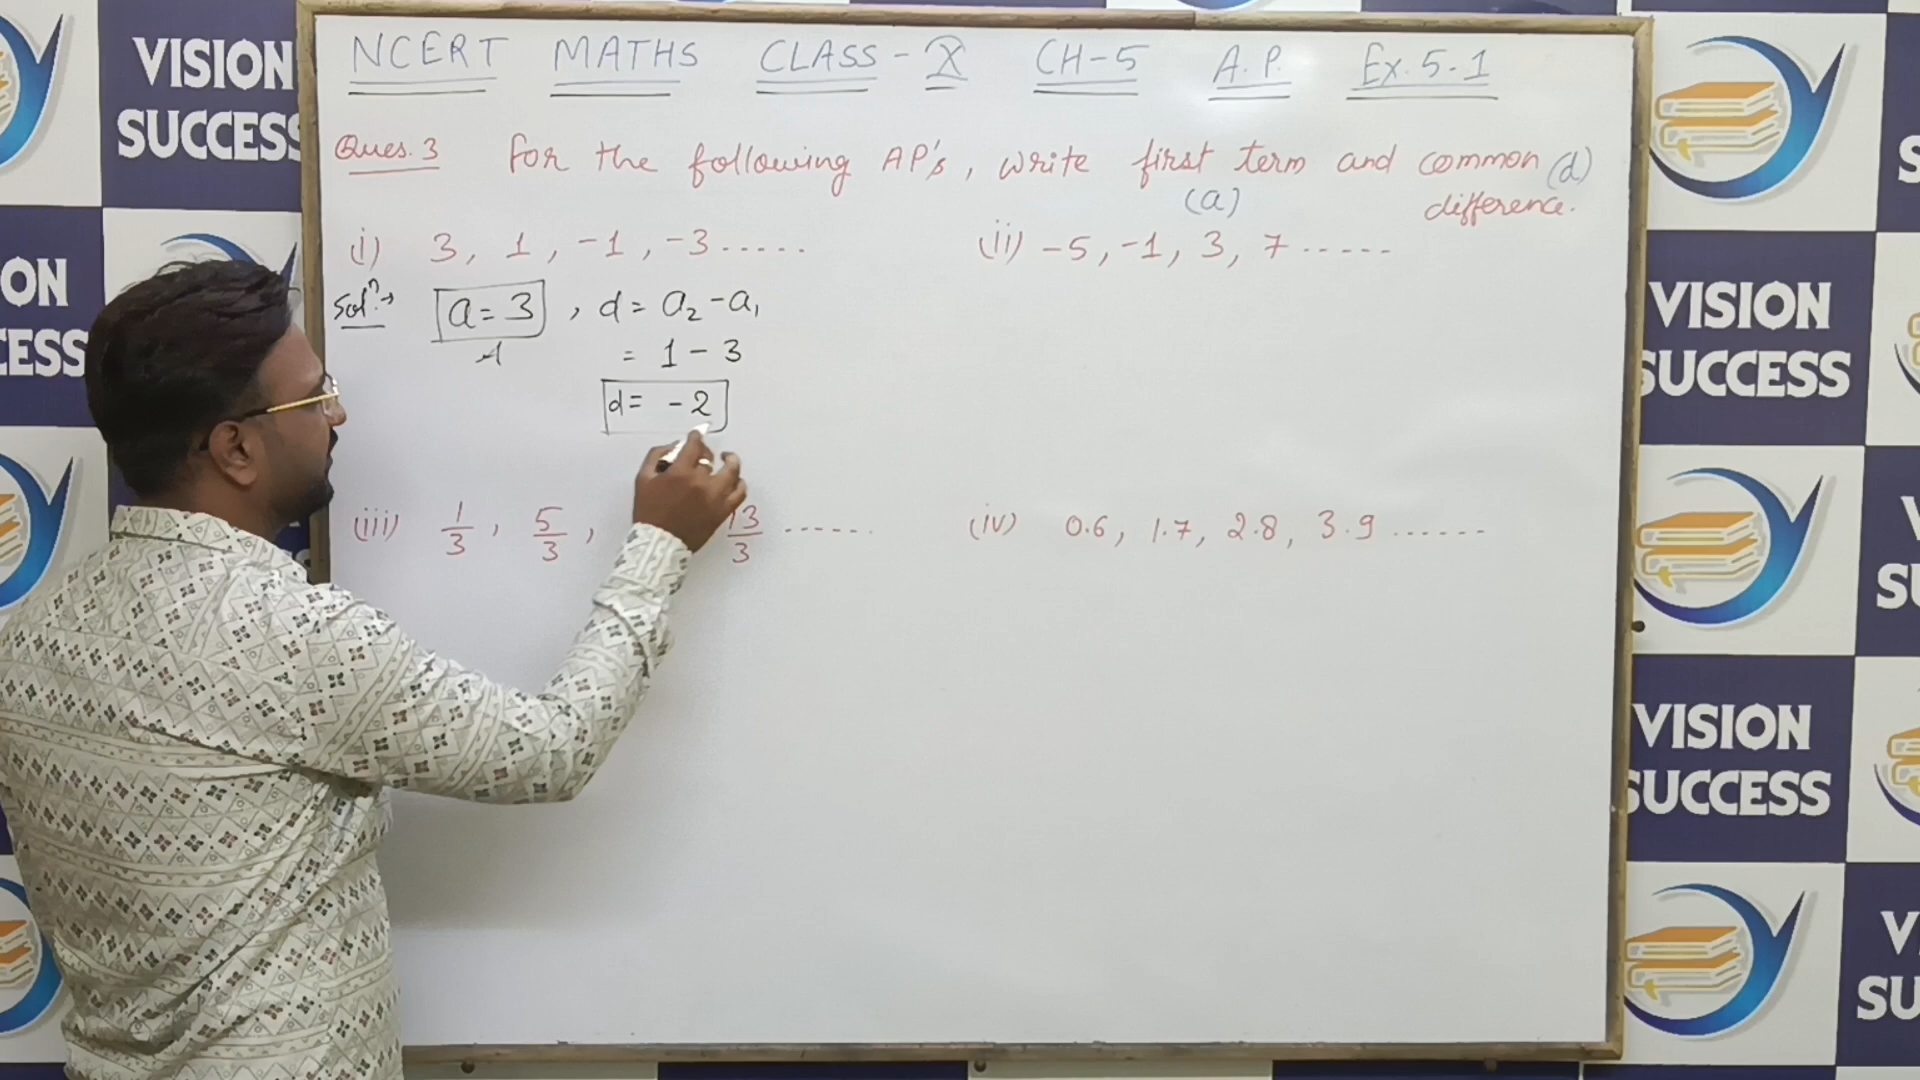 NCERT MATHS CLASS-X CH-5 A.P. Ex. 5.1
Ques. 3 For the following AP's, write first term and common (d)
(a) difference.
(i) 3, 1, -1, -3 ..... (ii) -5, -1, 3, 7 .....
Solⁿ→ a = 3 , d = a₂ - a₁
= 1 - 3
d = -2
(iii) 1/3 , 5/3 , 13/3 ...... (iv) 0.6, 1.7, 2.8, 3.9 ......
VISION
SUCCESS
ON
CESS
VISION
SUCCESS
VISION
SUCCESS